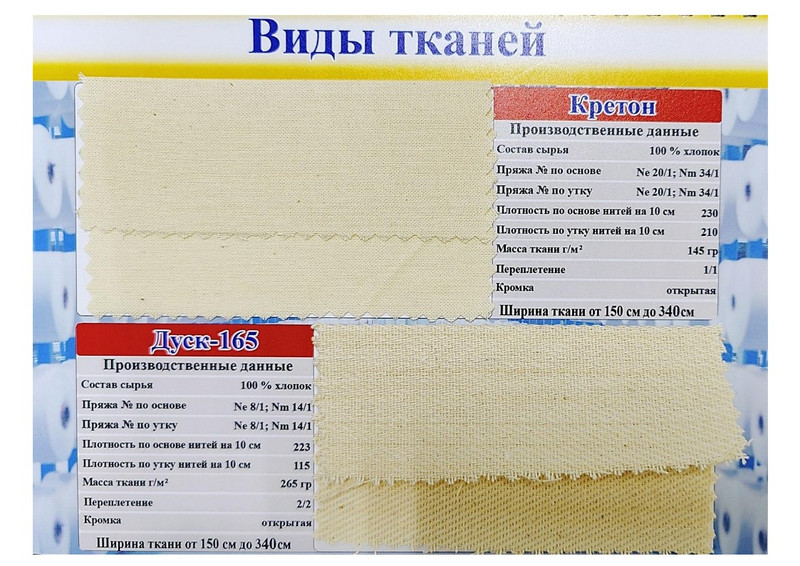 Виды тканей
Кретон
Производственные данные
Состав сырья 100 % хлопок
Пряжа № по основе Ne 20/1; Nm 34/1
Пряжа № по утку Ne 20/1; Nm 34/1
Плотность по основе нитей на 10 см 230
Плотность по утку нитей на 10 см 210
Масса ткани г/м² 145 гр
Переплетение 1/1
Кромка открытая
Ширина ткани от 150 см до 340см
Дуск-165
Производственные данные
Состав сырья 100 % хлопок
Пряжа № по основе Ne 8/1; Nm 14/1
Пряжа № по утку Ne 8/1; Nm 14/1
Плотность по основе нитей на 10 см 223
Плотность по утку нитей на 10 см 115
Масса ткани г/м² 265 гр
Переплетение 2/2
Кромка открытая
Ширина ткани от 150 см до 340см